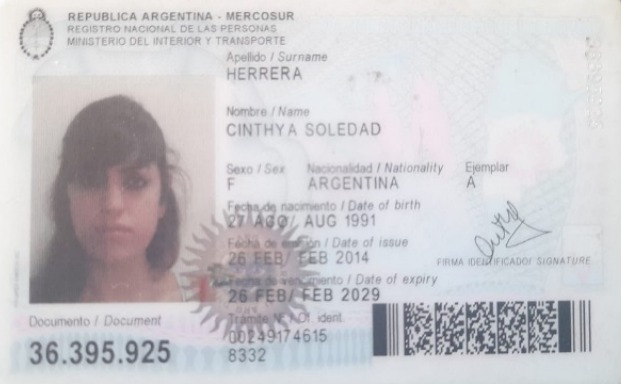 REPUBLICA ARGENTINA - MERCOSUR
REGISTRO NACIONAL DE LAS PERSONAS
MINISTERIO DEL INTERIOR Y TRANSPORTE
Apellido / Surname
HERRERA
Nombre / Name
CINTHYA SOLEDAD
Sexo / Sex Nacionalidad / Nationality Ejemplar
F ARGENTINA A
Fecha de nacimiento / Date of birth
27 AGO/ AUG 1991
Fecha de emisión / Date of issue
26 FEB/ FEB 2014
FIRMA IDENTIFICADO/ SIGNATURE
Fecha de vencimiento / Date of expiry
26 FEB/ FEB 2029
Documento / Document
36.395.925
Trámite Nº / Of. ident.
00249174615
8332